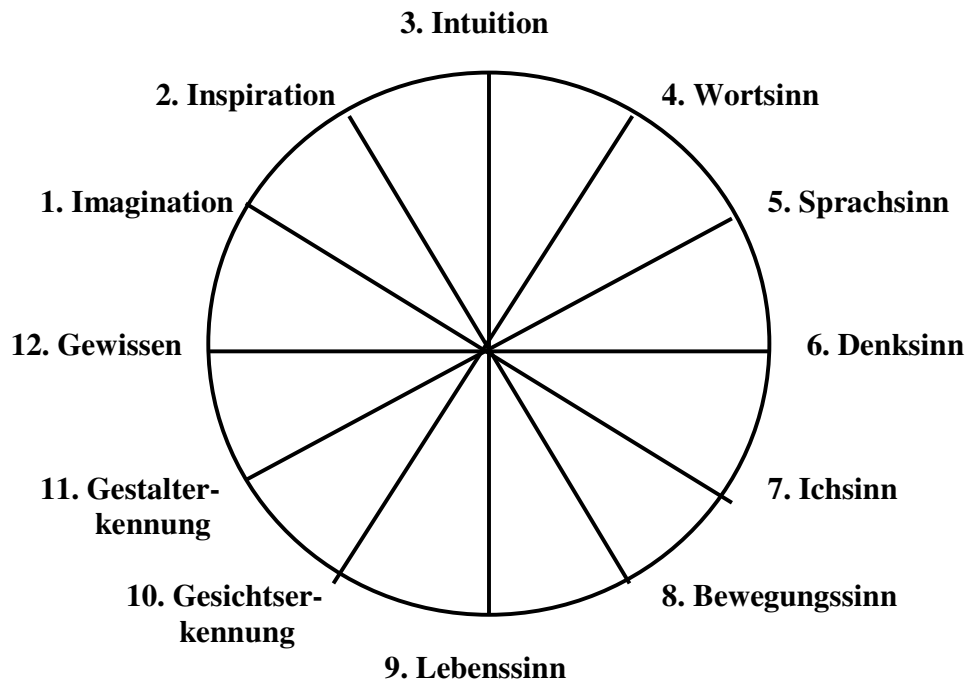 3. Intuition
2. Inspiration
4. Wortsinn
1. Imagination
5. Sprachsinn
12. Gewissen
6. Denksinn
11. Gestalter-
kennung
7. Ichsinn
10. Gesichtser-
kennung
8. Bewegungssinn
9. Lebenssinn